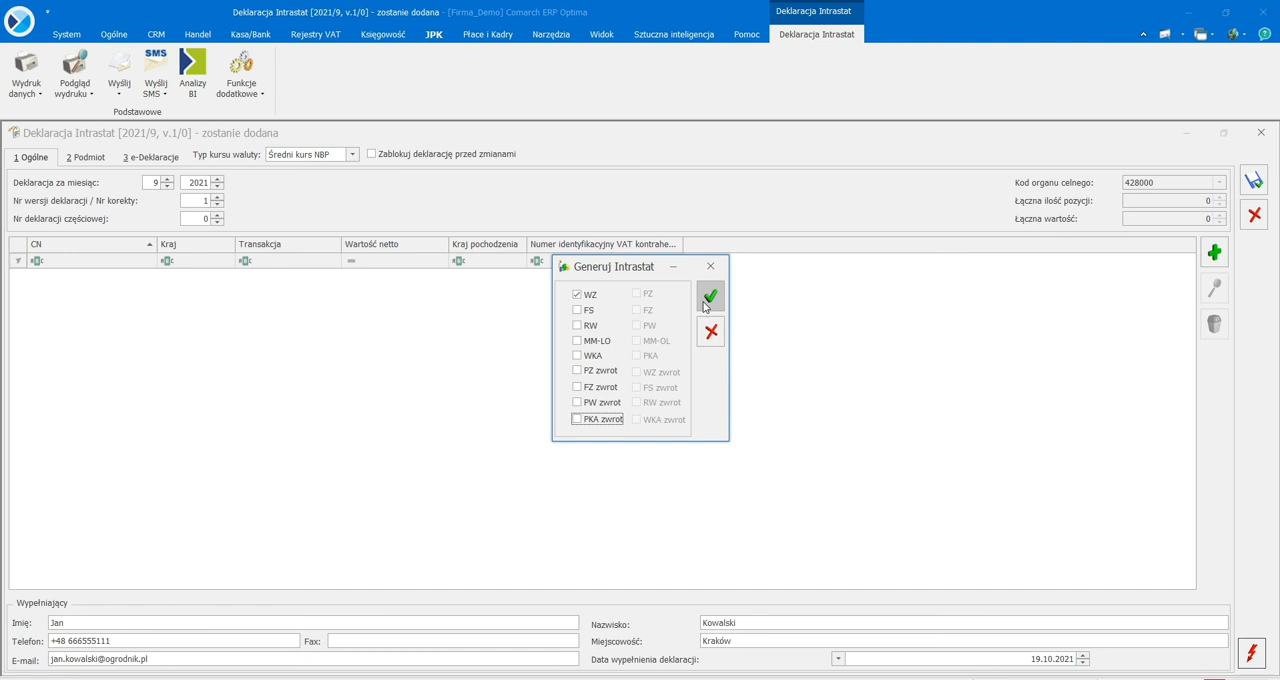 Deklaracja Intrastat [2021/9, v.1/0] - zostanie dodana - [Firma_Demo] Comarch ERP Optima
Deklaracja Intrastat
System Ogólne CRM Handel Kasa/Bank Rejestry VAT Księgowość JPK Płace i Kadry Narzędzia Widok Sztuczna inteligencja Pomoc Deklaracja Intrastat
SMS
Wydruk danych
Podgląd wydruku
Wyślij
Wyślij SMS
Analizy BI
Funkcje dodatkowe
Podstawowe
Deklaracja Intrastat [2021/9, v.1/0] - zostanie dodana
1 Ogólne 2 Podmiot 3 e-Deklaracje Typ kursu waluty: Średni kurs NBP Zablokuj deklarację przed zmianami
Deklaracja za miesiąc: 9 2021 Kod organu celnego: 428000
Nr wersji deklaracji / Nr korekty: 1 Łączna ilość pozycji: 0
Nr deklaracji częściowej: 0 Łączna wartość: 0
CN Kraj Transakcja Wartość netto Kraj pochodzenia Numer identyfikacyjny VAT kontrahe...
Generuj Intrastat
WZ PZ
FS FZ
RW PW
MM-LO MM-OL
WKA PKA
PZ zwrot WZ zwrot
FZ zwrot FS zwrot
PW zwrot RW zwrot
PKA zwrot WKA zwrot
Wypełniający
Imię: Jan Nazwisko: Kowalski
Telefon: +48 666555111 Fax: Miejscowość: Kraków
E-mail: jan.kowalski@ogrodnik.pl Data wypełnienia deklaracji: 19.10.2021